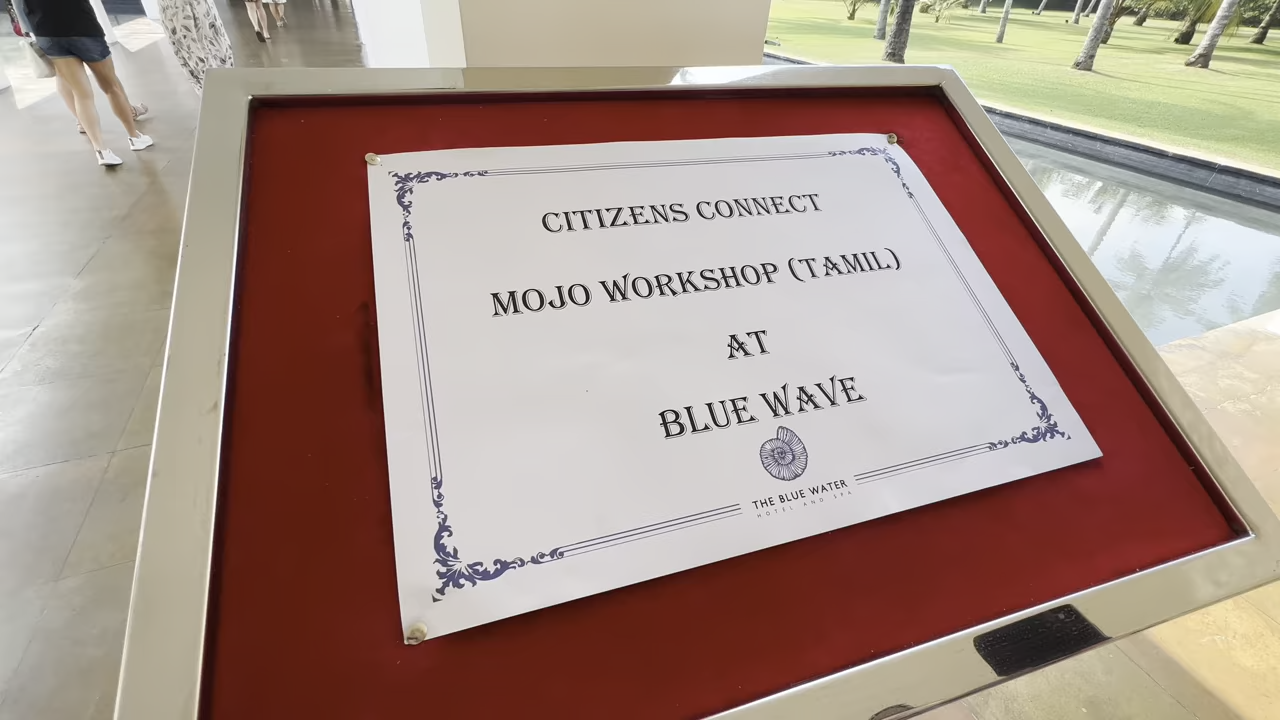 CITIZENS CONNECT
MOJO WORKSHOP (TAMIL)
AT
BLUE WAVE
THE BLUE WATER
HOTEL AND SPA